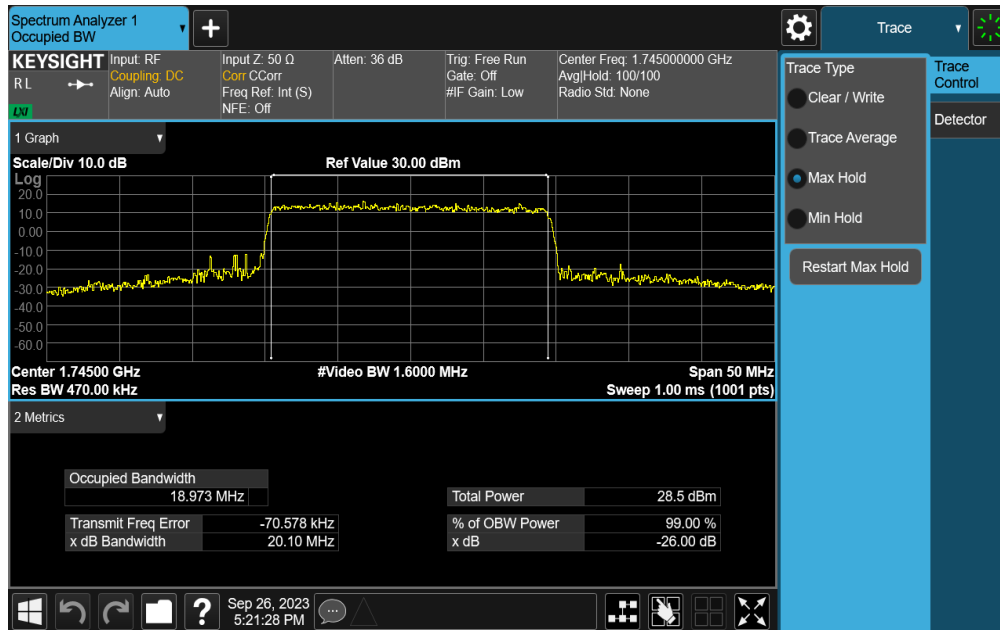 Spectrum Analyzer 1
Occupied BW
Trace
KEYSIGHT
RL
LXI
Input: RF
Coupling: DC
Align: Auto
Input Z: 50 Ω
Corr CCorr
Freq Ref: Int (S)
NFE: Off
Atten: 36 dB
Trig: Free Run
Gate: Off
#IF Gain: Low
Center Freq: 1.745000000 GHz
Avg|Hold: 100/100
Radio Std: None
Trace Type
Clear / Write
Trace Average
Max Hold
Min Hold
Restart Max Hold
Trace
Control
Detector
1 Graph
Scale/Div 10.0 dB
Ref Value 30.00 dBm
Log
20.0
10.0
0.00
-10.0
-20.0
-30.0
-40.0
-50.0
-60.0
Center 1.74500 GHz
#Video BW 1.6000 MHz
Span 50 MHz
Res BW 470.00 kHz
Sweep 1.00 ms (1001 pts)
2 Metrics
Occupied Bandwidth
18.973 MHz
Total Power 28.5 dBm
Transmit Freq Error -70.578 kHz
% of OBW Power 99.00 %
x dB Bandwidth 20.10 MHz
x dB -26.00 dB
Sep 26, 2023
5:21:28 PM